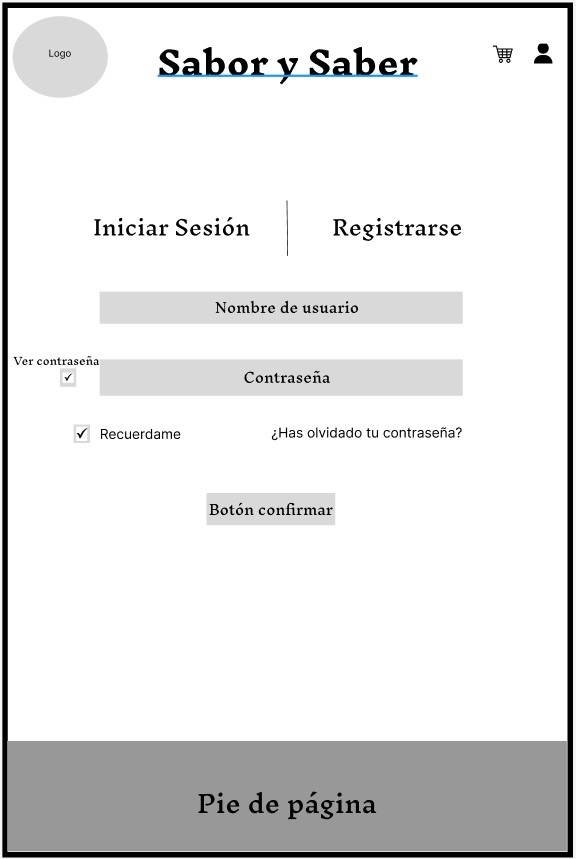 Logo
Sabor y Saber
Iniciar Sesión
Registrarse
Nombre de usuario
Ver contraseña
Contraseña
Recuerdame
¿Has olvidado tu contraseña?
Botón confirmar
Pie de página